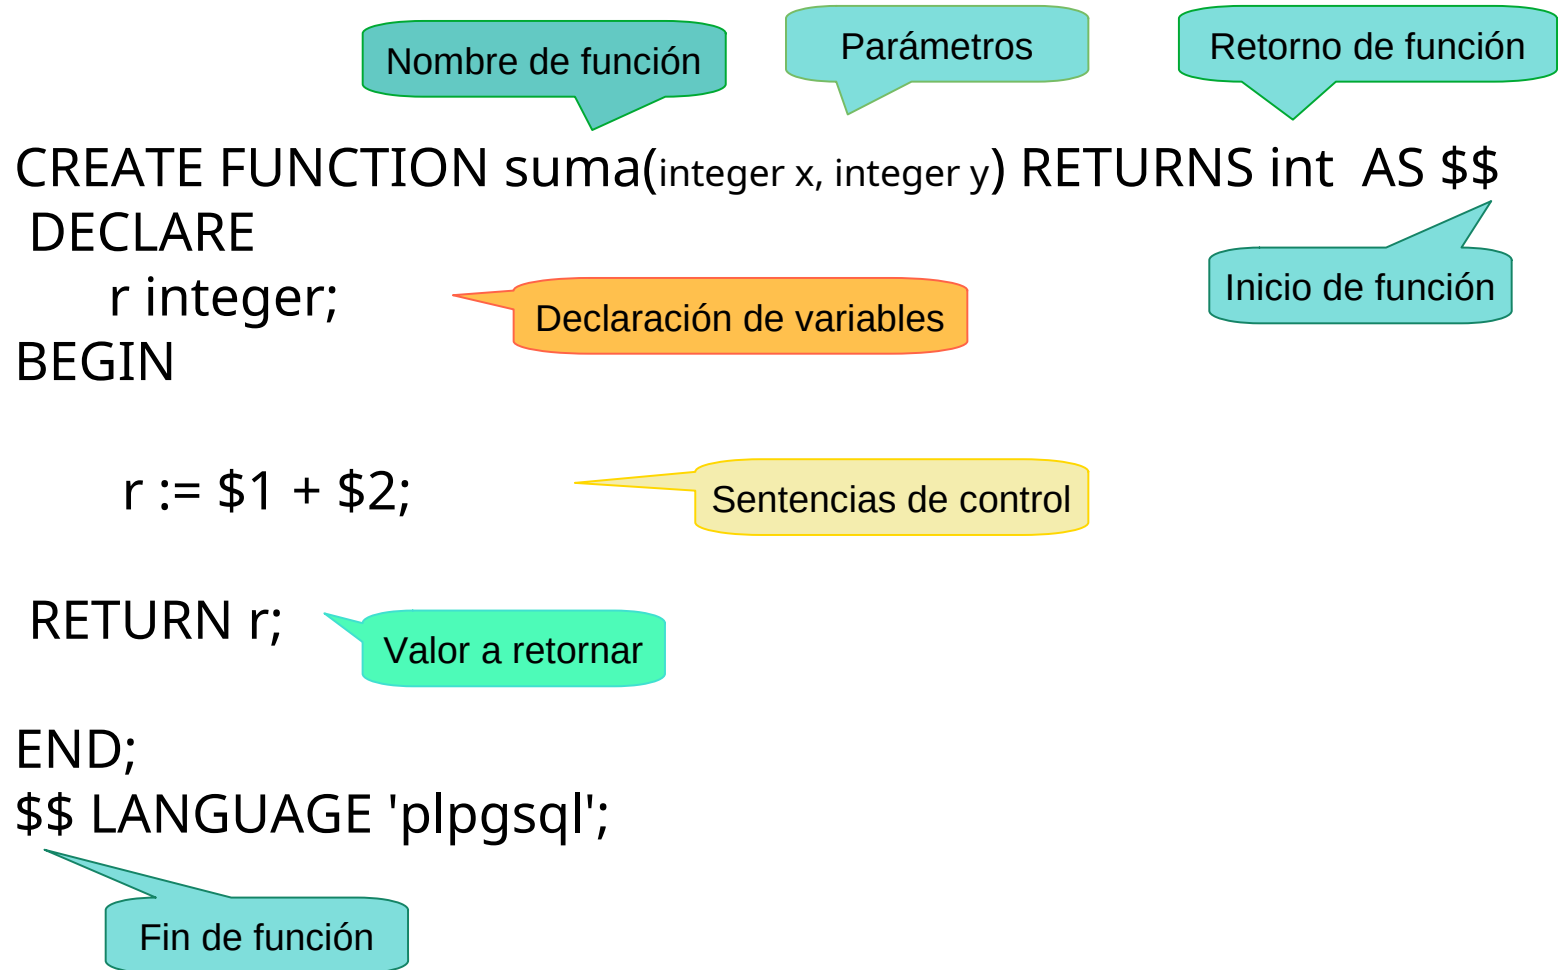 Nombre de función
Parámetros
Retorno de función
CREATE FUNCTION suma(integer x, integer y) RETURNS int AS $$
DECLARE
r integer;
Inicio de función
Declaración de variables
BEGIN
r := $1 + $2;
Sentencias de control
RETURN r;
Valor a retornar
END;
$$ LANGUAGE 'plpgsql';
Fin de función